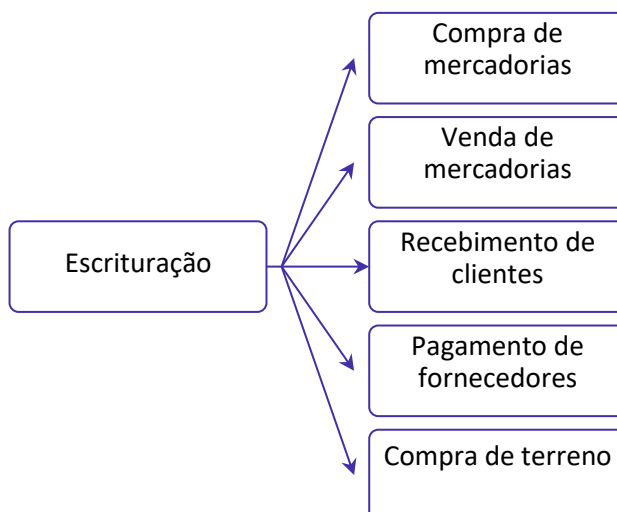 Compra de
mercadorias
Venda de
mercadorias
Escrituração
Recebimento de
clientes
Pagamento de
fornecedores
Compra de terreno